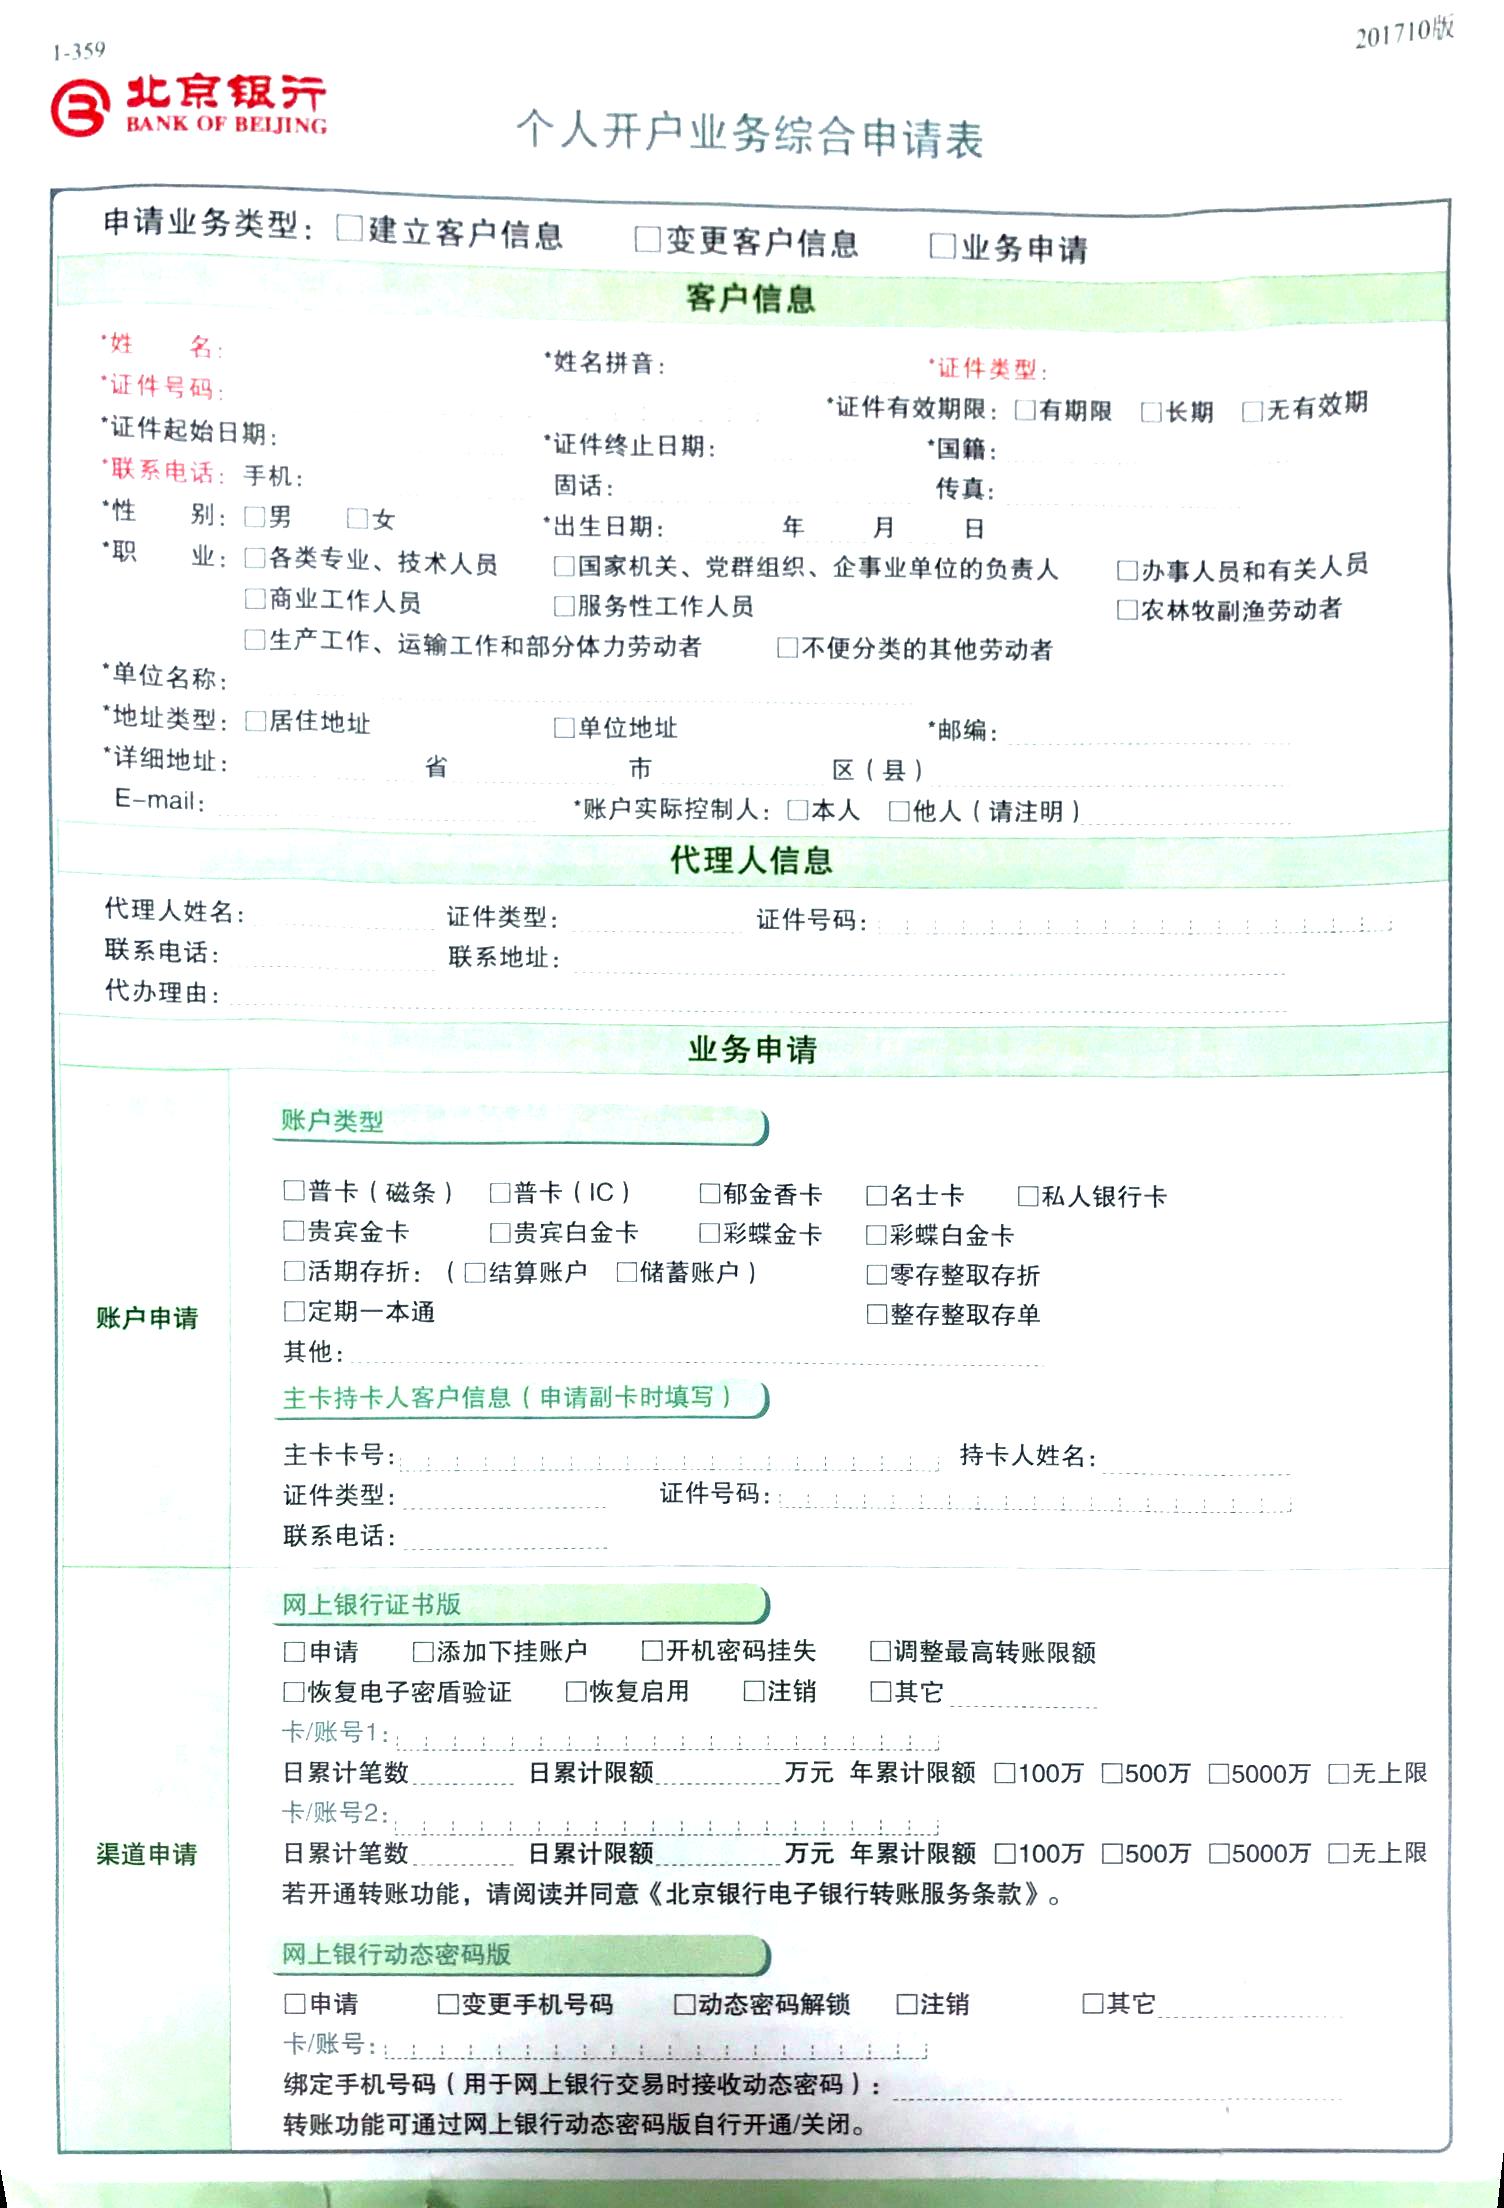 1-359
201710版
北京银行
BANK OF BEIJING
个人开户业务综合申请表
申请业务类型：□建立客户信息 □变更客户信息 □业务申请
客户信息
*姓 名： *姓名拼音： *证件类型：
*证件号码： *证件有效期限：□有期限 □长期 □无有效期
*证件起始日期： *证件终止日期： *国籍：
*联系电话：手机： 固话： 传真：
*性 别：□男 □女 *出生日期： 年 月 日
*职 业：□各类专业、技术人员 □国家机关、党群组织、企事业单位的负责人 □办事人员和有关人员
□商业工作人员 □服务性工作人员 □农林牧副渔劳动者
□生产工作、运输工作和部分体力劳动者 □不便分类的其他劳动者
*单位名称：
*地址类型：□居住地址 □单位地址 *邮编：
*详细地址： 省 市 区（县）
E-mail： *账户实际控制人：□本人 □他人（请注明）
代理人信息
代理人姓名： 证件类型： 证件号码：
联系电话： 联系地址：
代办理由：
业务申请
账户申请
账户类型
□普卡（磁条） □普卡（IC） □郁金香卡 □名士卡 □私人银行卡
□贵宾金卡 □贵宾白金卡 □彩蝶金卡 □彩蝶白金卡
□活期存折：（□结算账户 □储蓄账户） □零存整取存折
□定期一本通 □整存整取存单
其他：
主卡持卡人客户信息（申请副卡时填写）
主卡卡号： 持卡人姓名：
证件类型： 证件号码：
联系电话：
渠道申请
网上银行证书版
□申请 □添加下挂账户 □开机密码挂失 □调整最高转账限额
□恢复电子密盾验证 □恢复启用 □注销 □其它
卡/账号1：
日累计笔数 日累计限额 万元 年累计限额 □100万 □500万 □5000万 □无上限
卡/账号2：
日累计笔数 日累计限额 万元 年累计限额 □100万 □500万 □5000万 □无上限
若开通转账功能，请阅读并同意《北京银行电子银行转账服务条款》。
网上银行动态密码版
□申请 □变更手机号码 □动态密码解锁 □注销 □其它
卡/账号：
绑定手机号码（用于网上银行交易时接收动态密码）：
转账功能可通过网上银行动态密码版自行开通/关闭。